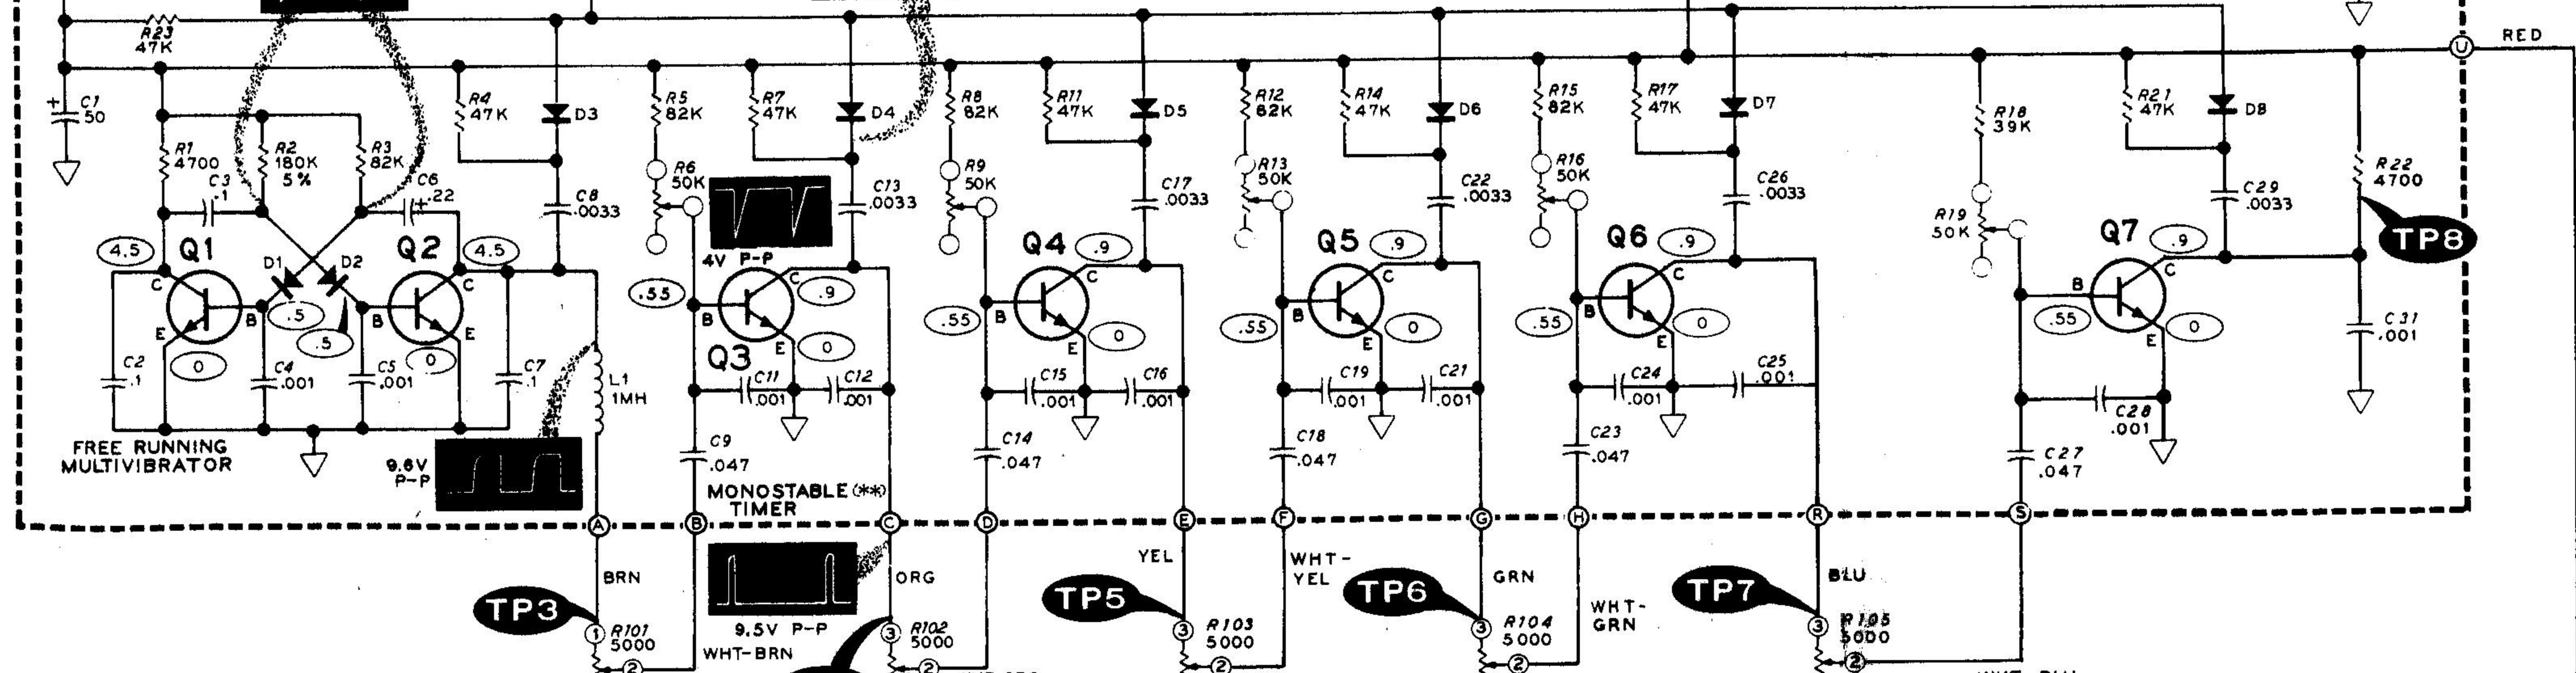 RED
U
R23
47K
C1
50
+
R4
47K
D3
R5
82K
R7
47K
D4
R8
82K
R11
47K
D5
R12
82K
R14
47K
D6
R15
82K
R17
47K
D7
R18
39K
R21
47K
D8
R1
4700
R2
180K
5%
R3
82K
C3
.1
C6
+.22
C8
.0033
R6
50K
C13
.0033
R9
50K
C17
.0033
R13
50K
C22
.0033
R16
50K
C26
.0033
R19
50K
C29
.0033
R22
4700
TP8
4.5
Q1
Q2
4.5
D1
D2
4V P-P
Q4
.9
Q5
.9
Q6
.9
Q7
.9
C
B
E
.5
.5
C
B
E
0
0
.55
B
C
E
.9
0
Q3
.55
B
C
E
0
.55
B
C
E
0
.55
B
C
E
0
.55
B
C
E
0
C2
.1
C4
.001
C5
.001
C7
.1
L1
1MH
C11
.001
C12
.001
C15
.001
C16
.001
C19
.001
C21
.001
C24
.001
C25
.001
C28
.001
C31
.001
FREE RUNNING
MULTIVIBRATOR
9.6V
P-P
C9
.047
C14
.047
C18
.047
C23
.047
C27
.047
MONOSTABLE (**)
TIMER
A
B
C
D
E
F
G
H
R
S
BRN
ORG
YEL
WHT-
YEL
GRN
WHT-
GRN
BLU
TP3
TP5
TP6
TP7
9.5V P-P
1
R101
5000
2
WHT-BRN
3
R102
5000
2
3
R103
5000
2
3
R104
5000
2
3
R105
5000
2